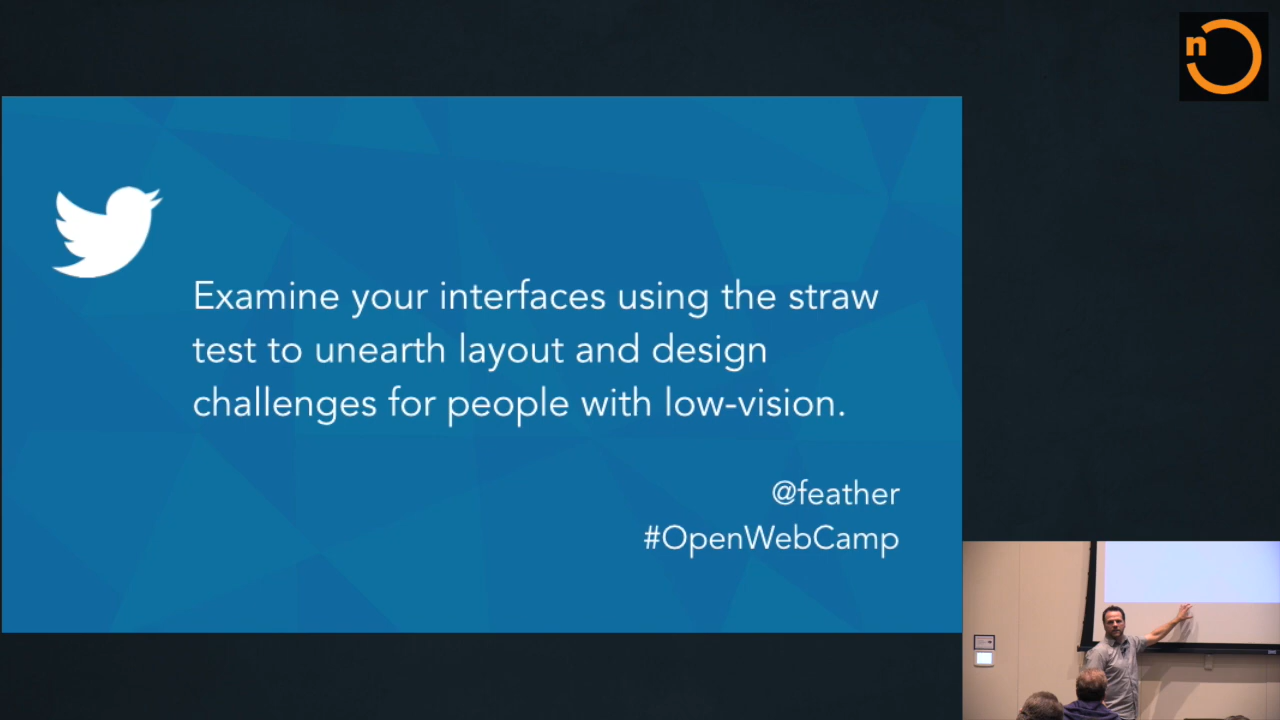 n
Examine your interfaces using the straw
test to unearth layout and design
challenges for people with low-vision.
@feather
#OpenWebCamp